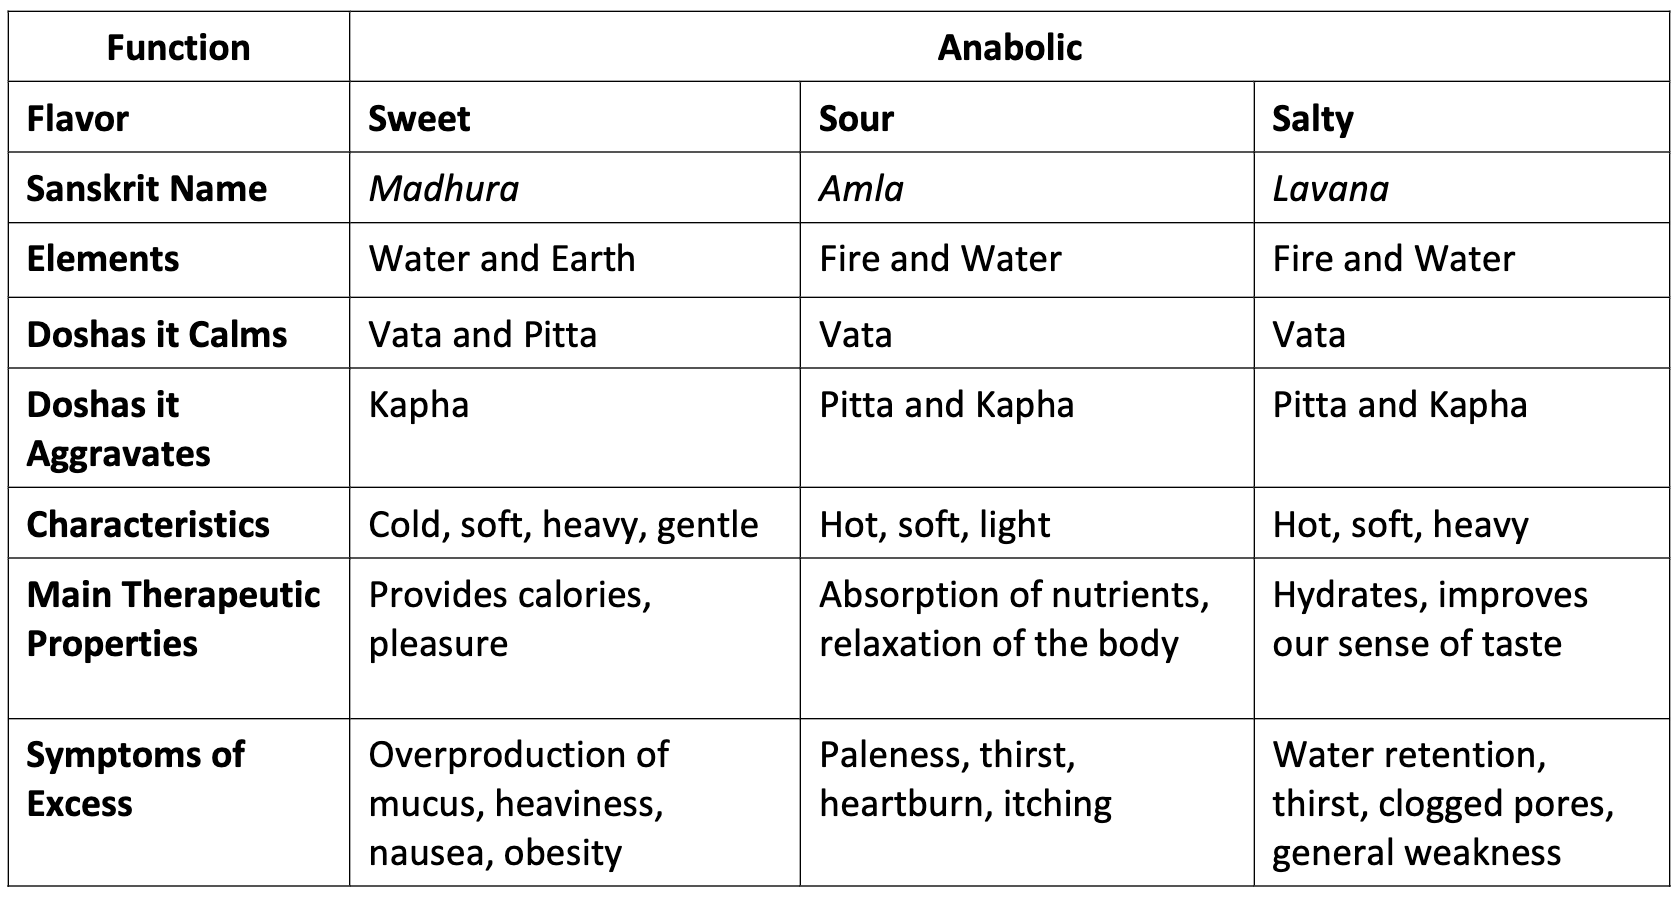 Function Anabolic
Flavor Sweet Sour Salty
Sanskrit Name Madhura Amla Lavana
Elements Water and Earth Fire and Water Fire and Water
Doshas it Calms Vata and Pitta Vata Vata
Doshas it Kapha Pitta and Kapha Pitta and Kapha
Aggravates
Characteristics Cold, soft, heavy, gentle Hot, soft, light Hot, soft, heavy
Main Therapeutic Provides calories, Absorption of nutrients, Hydrates, improves
Properties pleasure relaxation of the body our sense of taste
Symptoms of Overproduction of Paleness, thirst, Water retention,
Excess mucus, heaviness, heartburn, itching thirst, clogged pores,
nausea, obesity general weakness